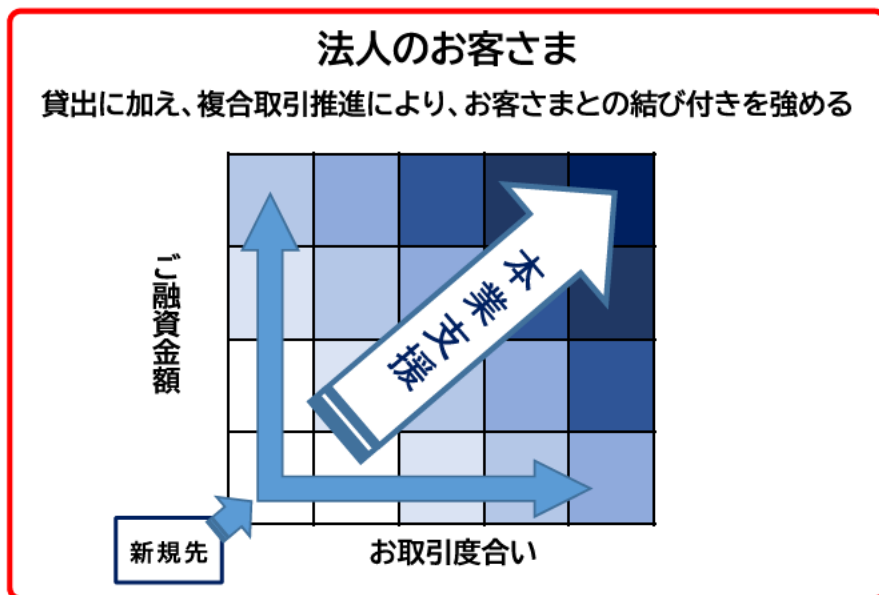 法人のお客さま
貸出に加え、複合取引推進により、お客さまとの結び付きを強める
ご融資金額
本業支援
新規先
お取引度合い